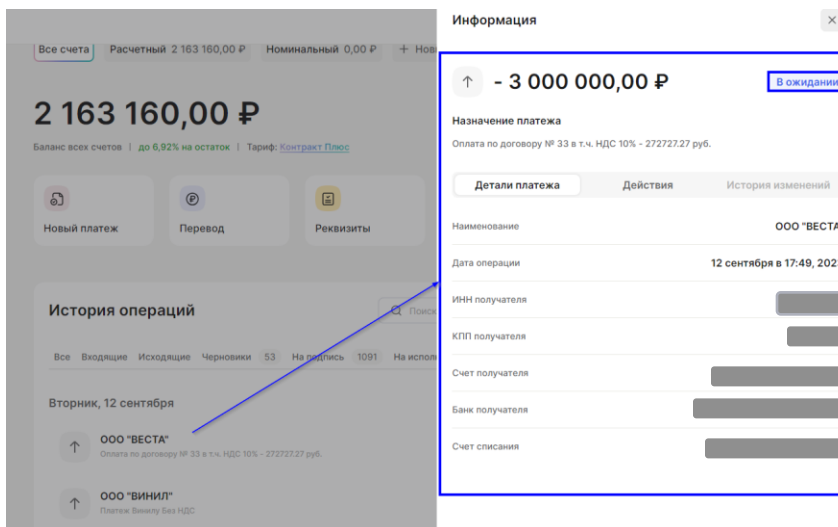 Все счета Расчетный 2 163 160,00 ₽ Номинальный 0,00 ₽ +
2 163 160,00 ₽
Баланс всех счетов | до 6,92% на остаток | Тариф: Контракт Плюс
Новый платеж Перевод Реквизиты
История операций
Все Входящие Исходящие Черновики 53 На подпись 1091 На
Вторник, 12 сентября
ООО "ВЕСТА"
Оплата по договору № 33 в т.ч. НДС 10% - 272727.27 руб.
ООО "ВИНИЛ"
Платеж Винилу Без НДС
Информация
- 3 000 000,00 ₽ В ожидании
Назначение платежа
Оплата по договору № 33 в т.ч. НДС 10% - 272727.27 руб.
Детали платежа Действия История изменений
Наименование ООО "ВЕСТА
Дата операции 12 сентября в 17:49,
ИНН получателя
КПП получателя
Счет получателя
Банк получателя
Счет списания